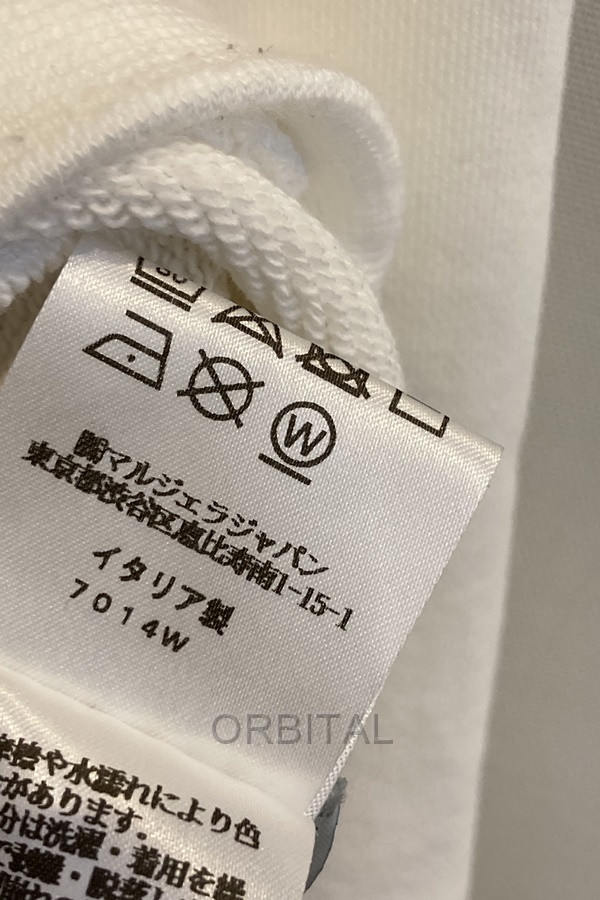 W
㈱マルジェラジャパン
東京都渋谷区恵比寿南1-15-1
イタリア製
7014W
ORBITAL
摩擦や水濡れにより色
があります。
分は洗濯・着用を繰